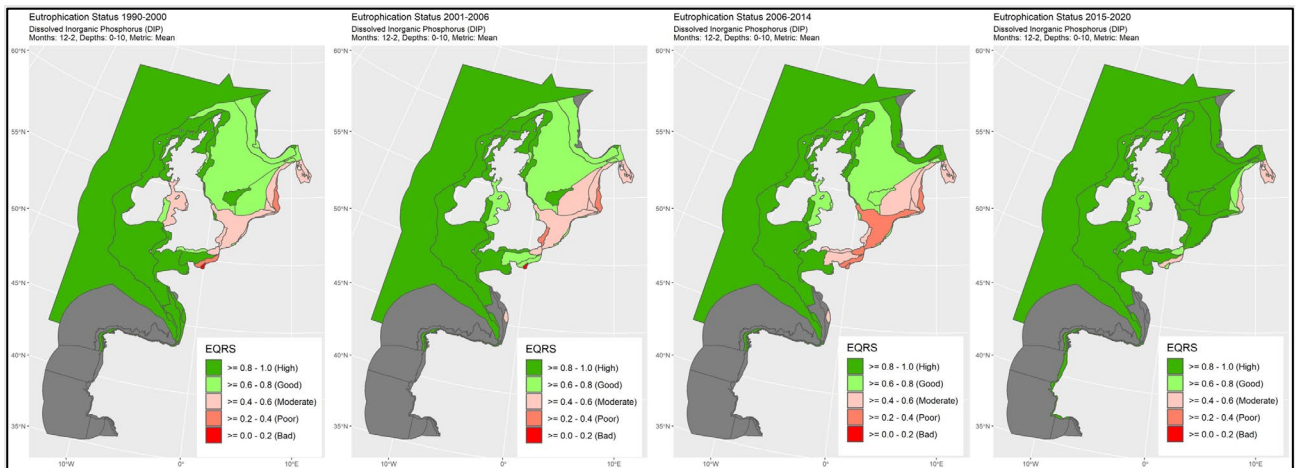 Eutrophication Status 1990-2000
Dissolved Inorganic Phosphorus (DIP)
Months: 12-2, Depths: 0-10, Metric: Mean
60°N
55°N
50°N
45°N
40°N
35°N
10°W
0°
10°E
EQRS
>= 0.8 - 1.0 (High)
>= 0.6 - 0.8 (Good)
>= 0.4 - 0.6 (Moderate)
>= 0.2 - 0.4 (Poor)
>= 0.0 - 0.2 (Bad)
Eutrophication Status 2001-2006
Dissolved Inorganic Phosphorus (DIP)
Months: 12-2, Depths: 0-10, Metric: Mean
60°N
55°N
50°N
45°N
40°N
35°N
10°W
0°
10°E
EQRS
>= 0.8 - 1.0 (High)
>= 0.6 - 0.8 (Good)
>= 0.4 - 0.6 (Moderate)
>= 0.2 - 0.4 (Poor)
>= 0.0 - 0.2 (Bad)
Eutrophication Status 2006-2014
Dissolved Inorganic Phosphorus (DIP)
Months: 12-2, Depths: 0-10, Metric: Mean
60°N
55°N
50°N
45°N
40°N
35°N
10°W
0°
10°E
EQRS
>= 0.8 - 1.0 (High)
>= 0.6 - 0.8 (Good)
>= 0.4 - 0.6 (Moderate)
>= 0.2 - 0.4 (Poor)
>= 0.0 - 0.2 (Bad)
Eutrophication Status 2015-2020
Dissolved Inorganic Phosphorus (DIP)
Months: 12-2, Depths: 0-10, Metric: Mean
60°N
55°N
50°N
45°N
40°N
35°N
10°W
0°
10°E
EQRS
>= 0.8 - 1.0 (High)
>= 0.6 - 0.8 (Good)
>= 0.4 - 0.6 (Moderate)
>= 0.2 - 0.4 (Poor)
>= 0.0 - 0.2 (Bad)